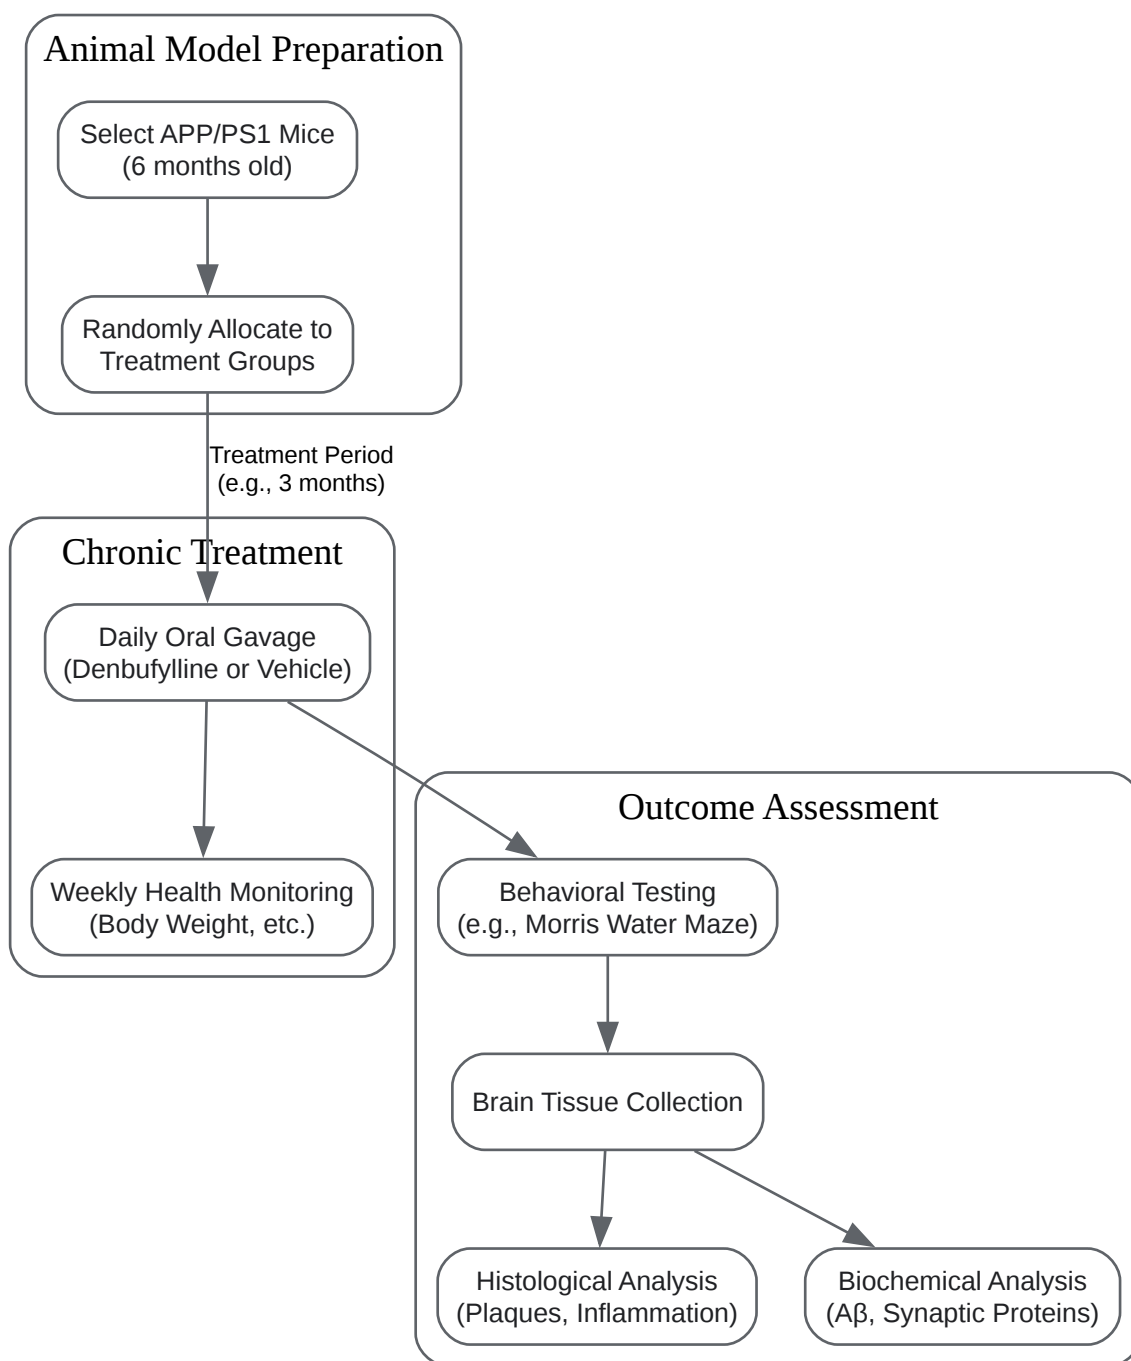 Animal Model Preparation
Select APP/PS1 Mice
(6 months old)
Randomly Allocate to
Treatment Groups
Treatment Period
(e.g., 3 months)
Chronic Treatment
Daily Oral Gavage
(Denbufylline or Vehicle)
Weekly Health Monitoring
(Body Weight, etc.)
Outcome Assessment
Behavioral Testing
(e.g., Morris Water Maze)
Brain Tissue Collection
Histological Analysis
(Plaques, Inflammation)
Biochemical Analysis
(Aβ, Synaptic Proteins)